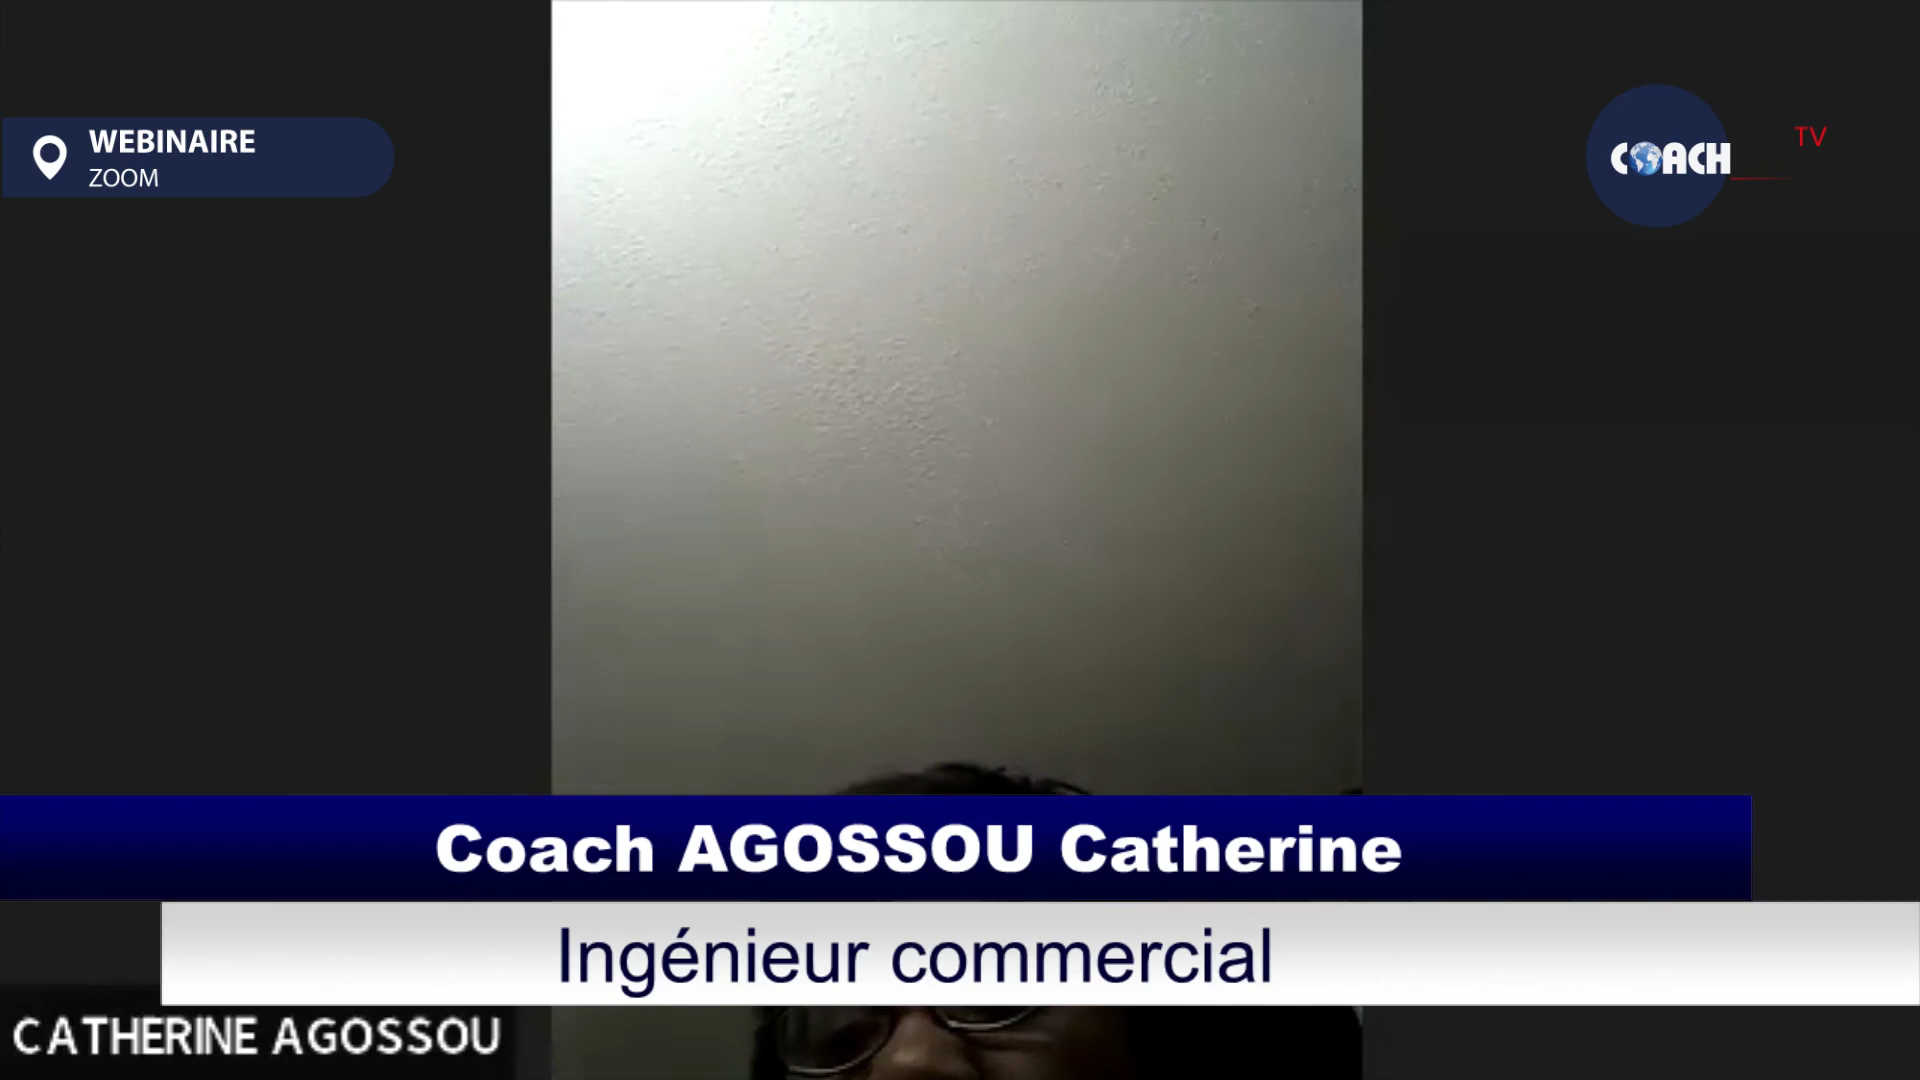 WEBINAIRE
ZOOM
COACH
TV
Coach AGOSSOU Catherine
Ingénieur commercial
CATHERINE AGOSSOU